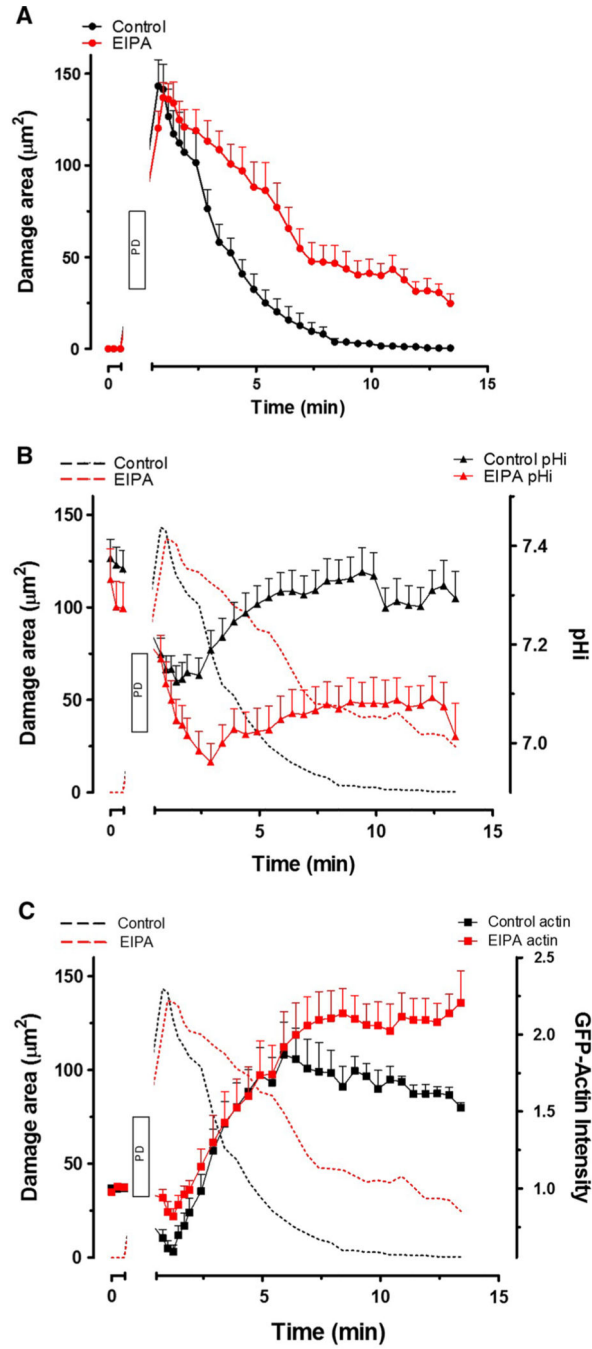 A
Control
EIPA
Damage area (μm²)
150
100
50
0
PD
0
5
10
15
Time (min)
B
Control
EIPA
Control pHi
EIPA pHi
Damage area (μm²)
150
100
50
0
PD
7.4
7.2
7.0
pHi
0
5
10
15
Time (min)
C
Control
EIPA
Control actin
EIPA actin
Damage area (μm²)
150
100
50
0
PD
2.5
2.0
1.5
1.0
GFP-Actin Intensity
0
5
10
15
Time (min)